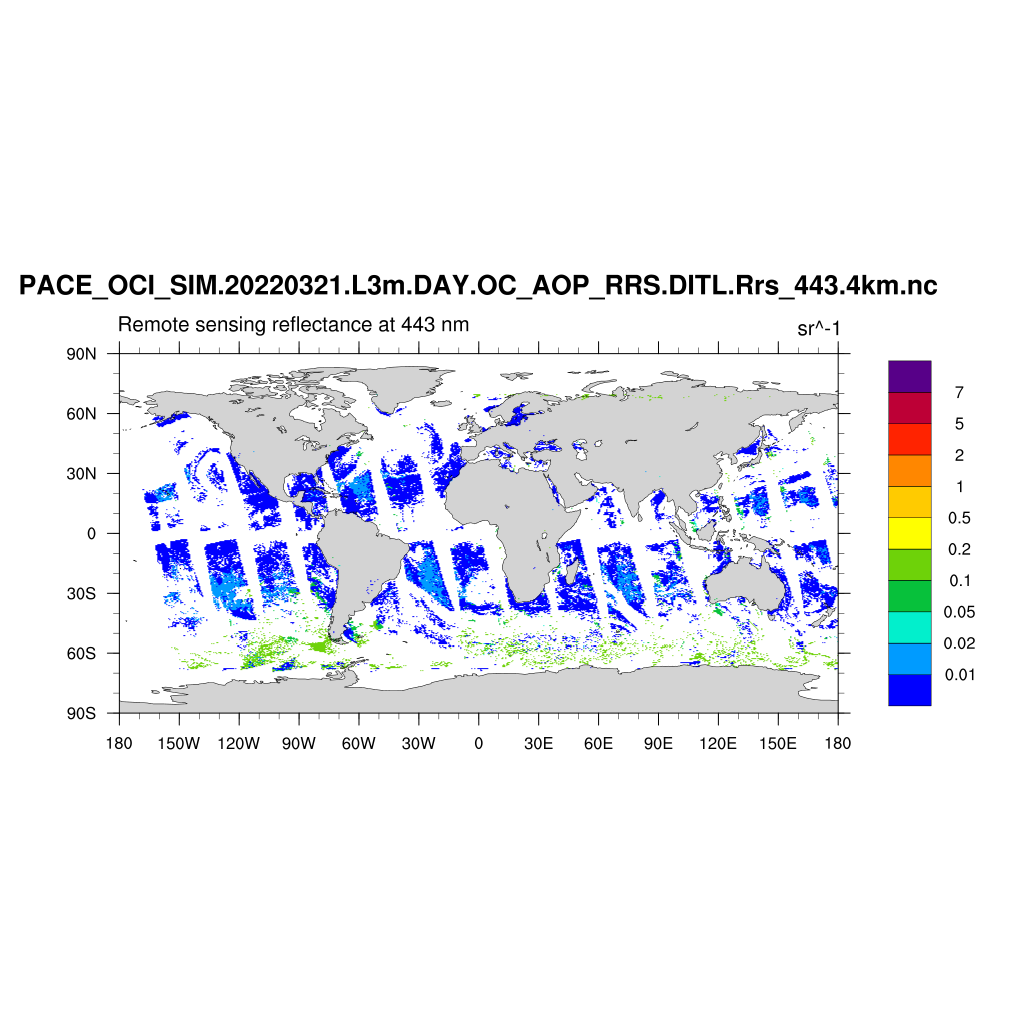 PACE_OCI_SIM.20220321.L3m.DAY.OC_AOP_RRS.DITL.Rrs_443.4km.nc
Remote sensing reflectance at 443 nm
sr^-1
90N
60N
30N
0
30S
60S
90S
180 150W 120W 90W 60W 30W 0 30E 60E 90E 120E 150E 180
7
5
2
1
0.5
0.2
0.1
0.05
0.02
0.01